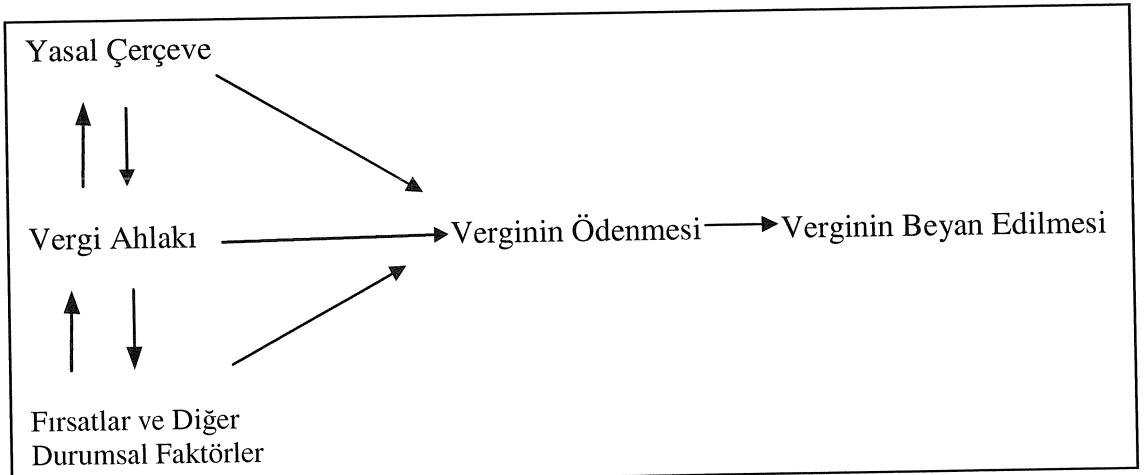 Yasal Çerçeve
Vergi Ahlakı
Verginin Ödenmesi
Verginin Beyan Edilmesi
Fırsatlar ve Diğer
Durumsal Faktörler